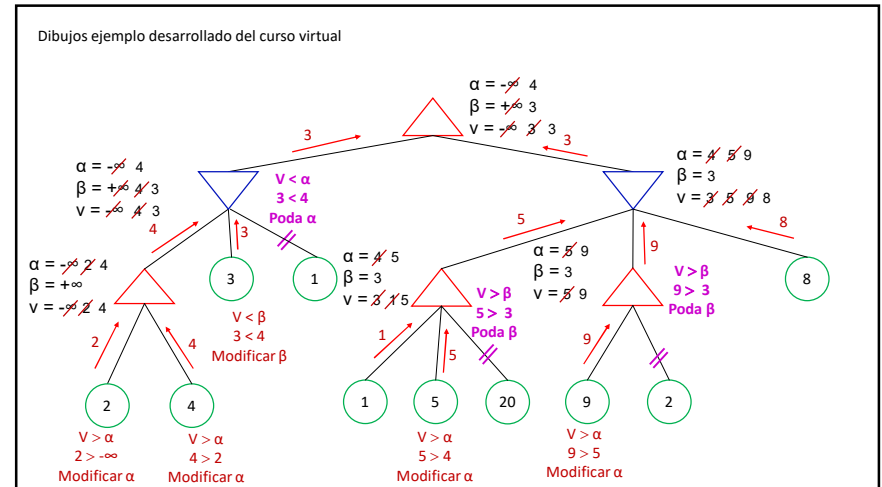 Dibujos ejemplo desarrollado del curso virtual
α = -∞ 4
β = +∞ 3
v = -∞ 3 3
3
3
α = -∞ 4
β = +∞ 4 3
v = -∞ 4 3
V < α
3 < 4
Poda α
α = 4 5 9
β = 3
v = 3 5 9 8
4
3
5
9
8
α = -∞ 2 4
β = +∞
v = -∞ 2 4
3
1
α = 4 5
β = 3
v = 3 1 5
V > β
5 > 3
Poda β
α = 5 9
β = 3
v = 5 9
V > β
9 > 3
Poda β
8
V < β
3 < 4
Modificar β
2
4
1
5
9
2
4
1
5
20
9
2
V > α
2 > -∞
Modificar α
V > α
4 > 2
Modificar α
V > α
5 > 4
Modificar α
V > α
9 > 5
Modificar α